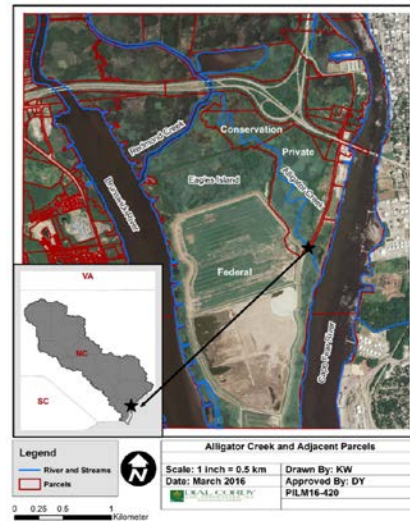 Redmond Creek
Conservation
Private
Alligator Creek
Brunswick River
Eagles Island
Federal
Cape Fear River
VA
NC
SC
Legend
River and Streams
Parcels
N
0 0.25 0.5 1
Kilometer
Alligator Creek and Adjacent Parcels
Scale: 1 inch = 0.5 km
Drawn By: KW
Date: March 2016
Approved By: DY
DIAL CORDY
PILM16-420